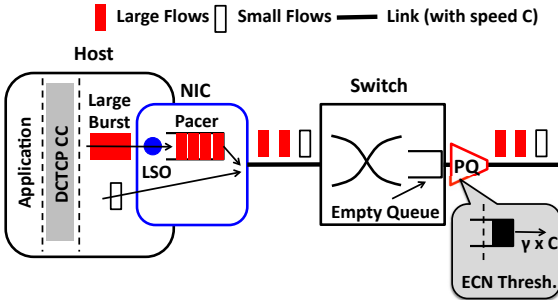 Large Flows
Small Flows
Link (with speed C)
Host
NIC
Switch
Application
DCTCP CC
Large
Burst
Pacer
LSO
PQ
Empty Queue
γ x C
ECN Thresh.